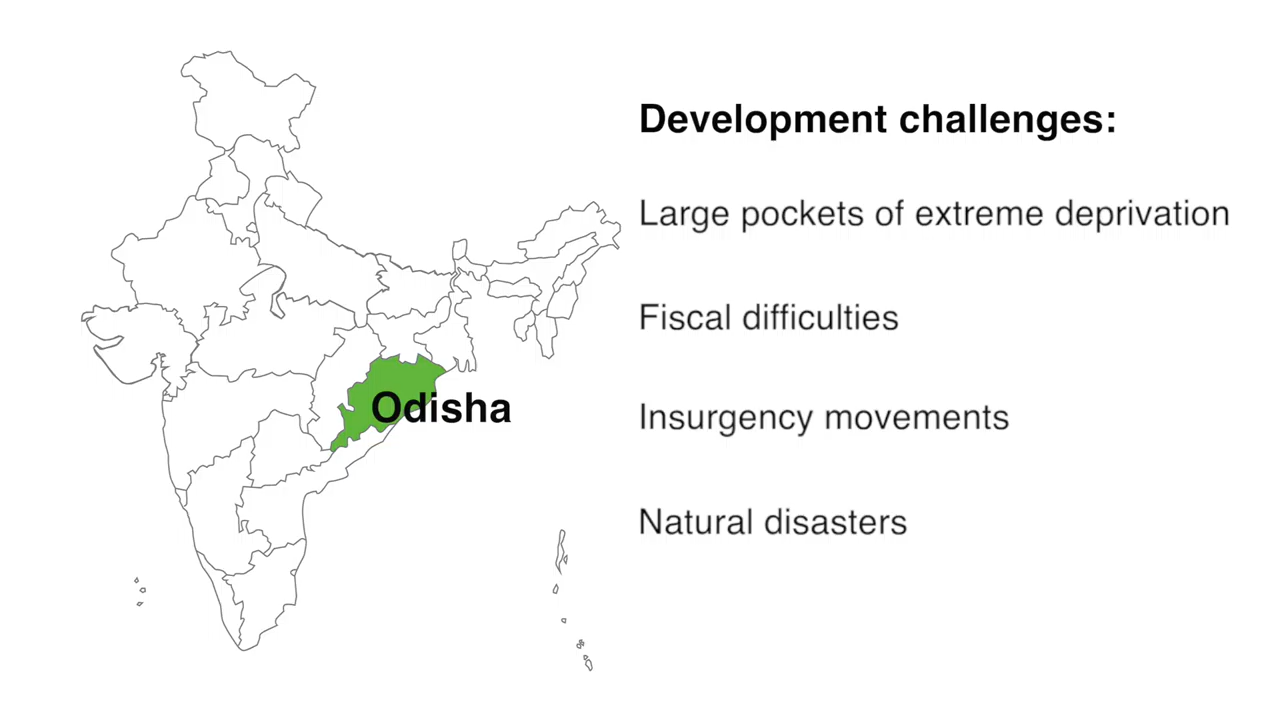 Development challenges:
Large pockets of extreme deprivation
Fiscal difficulties
Odisha
Insurgency movements
Natural disasters